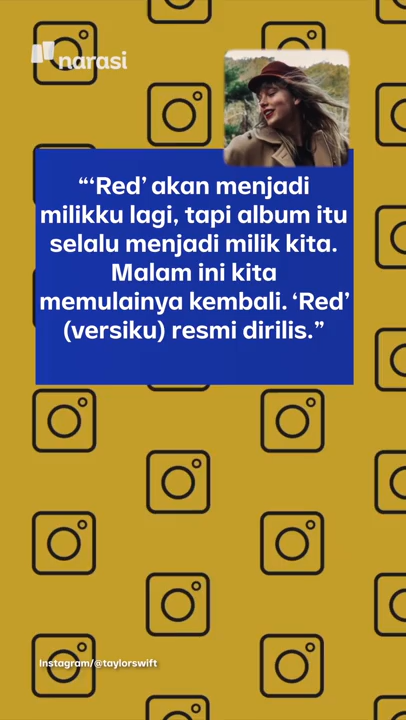 narasi
“‘Red’ akan menjadi
milikku lagi, tapi album itu
selalu menjadi milik kita.
Malam ini kita
memulainya kembali. ‘Red’
(versiku) resmi dirilis.”
Instagram/@taylorswift